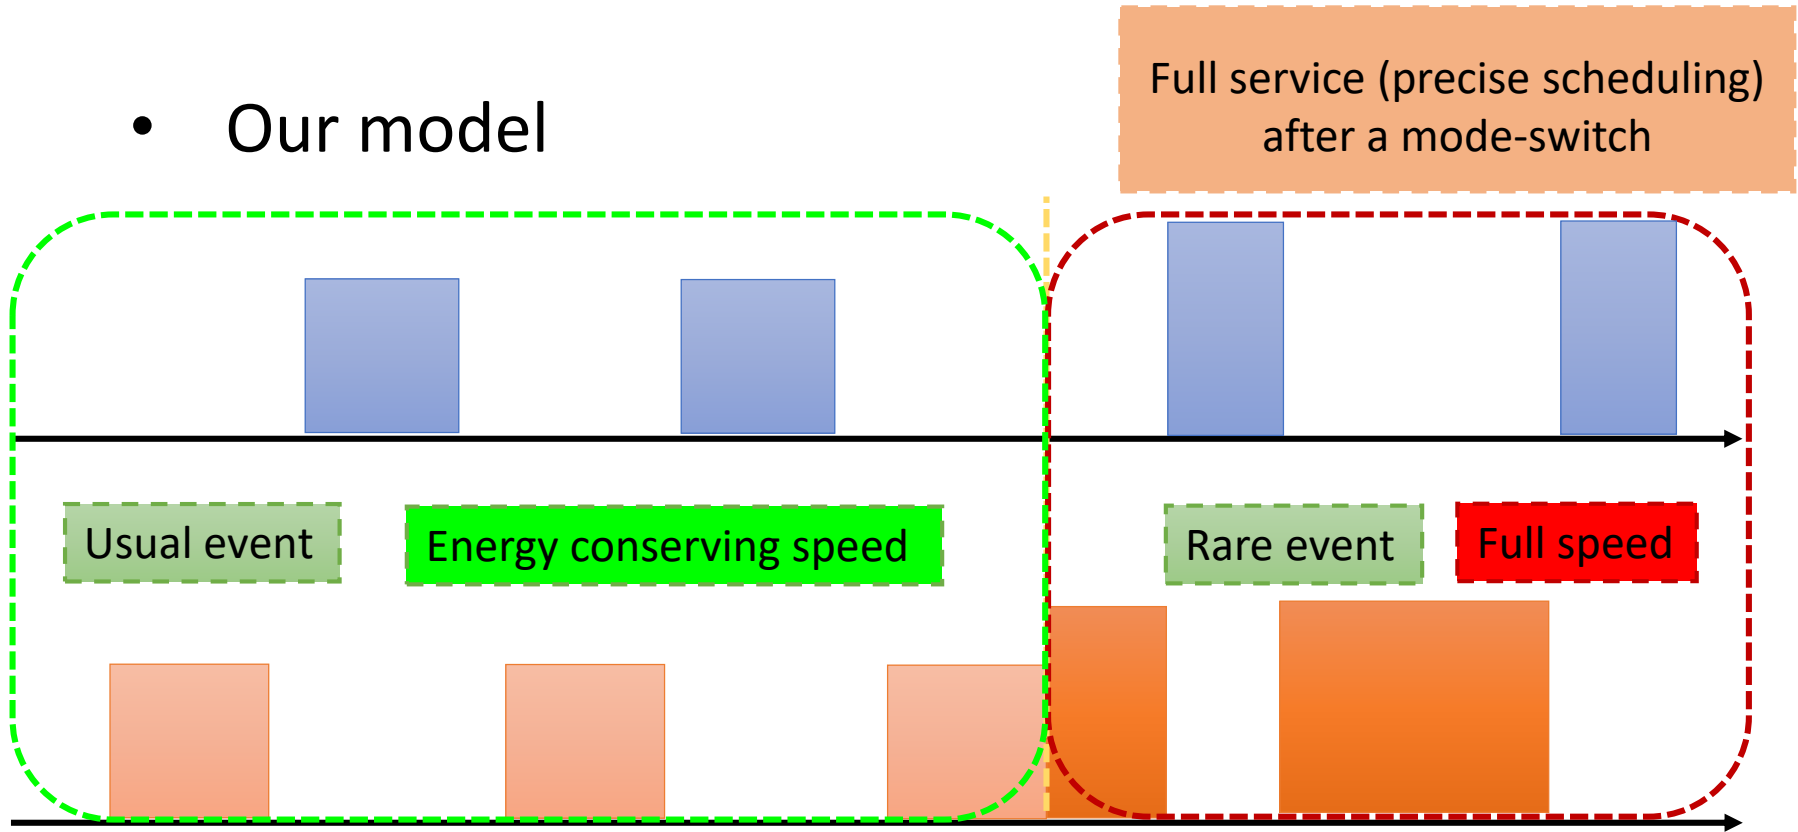 • Our model
Full service (precise scheduling)
after a mode-switch
Usual event
Energy conserving speed
Rare event
Full speed